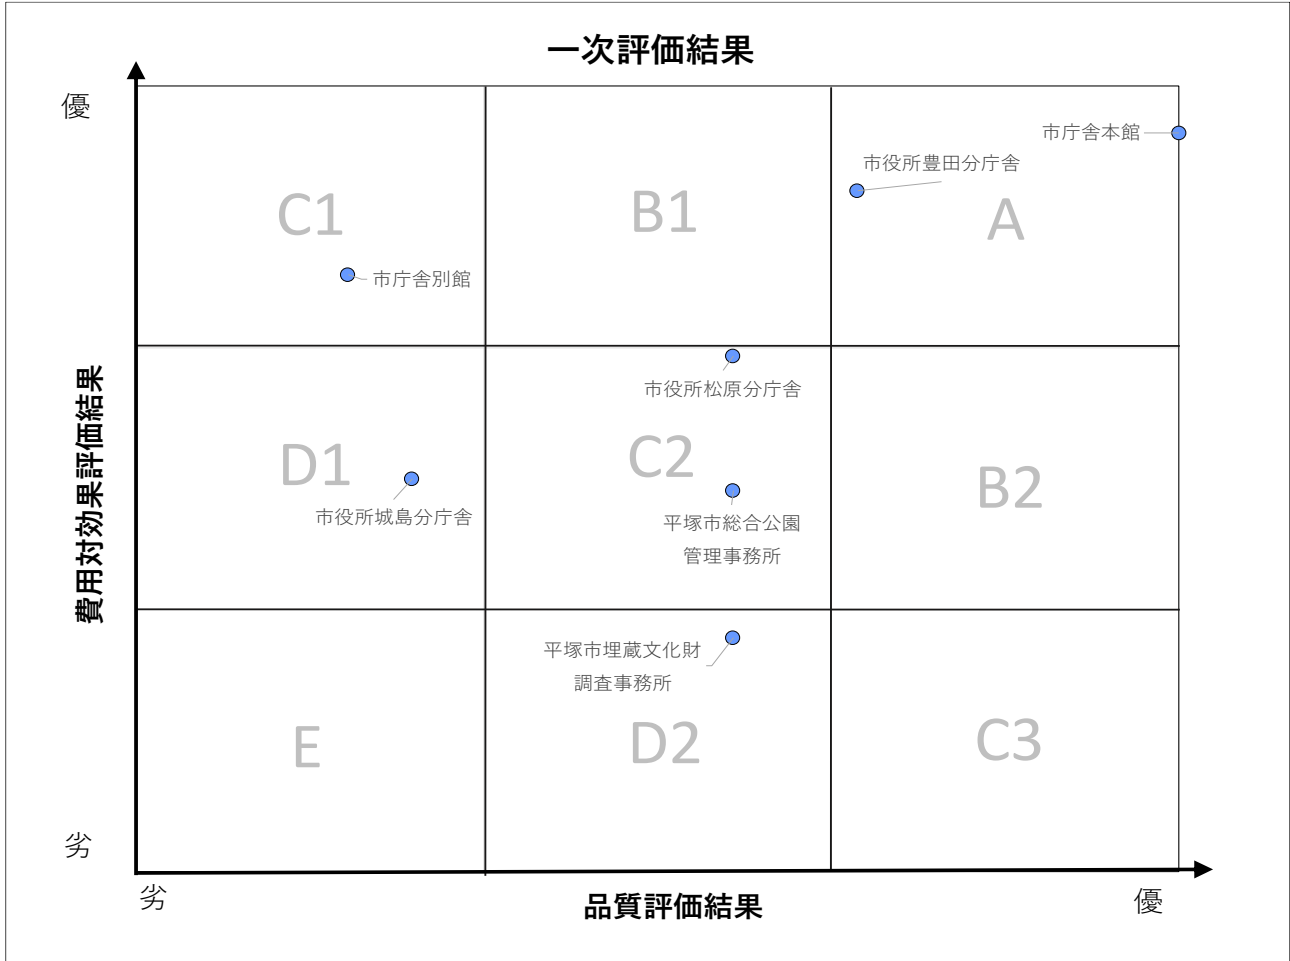 一次評価結果
優
市庁舎本館
市役所豊田分庁舎
C1
B1
A
市庁舎別館
市役所松原分庁舎
費用対効果評価結果
D1
C2
B2
市役所城島分庁舎
平塚市総合公園
管理事務所
平塚市埋蔵文化財
調査事務所
E
D2
C3
劣
劣
品質評価結果
優